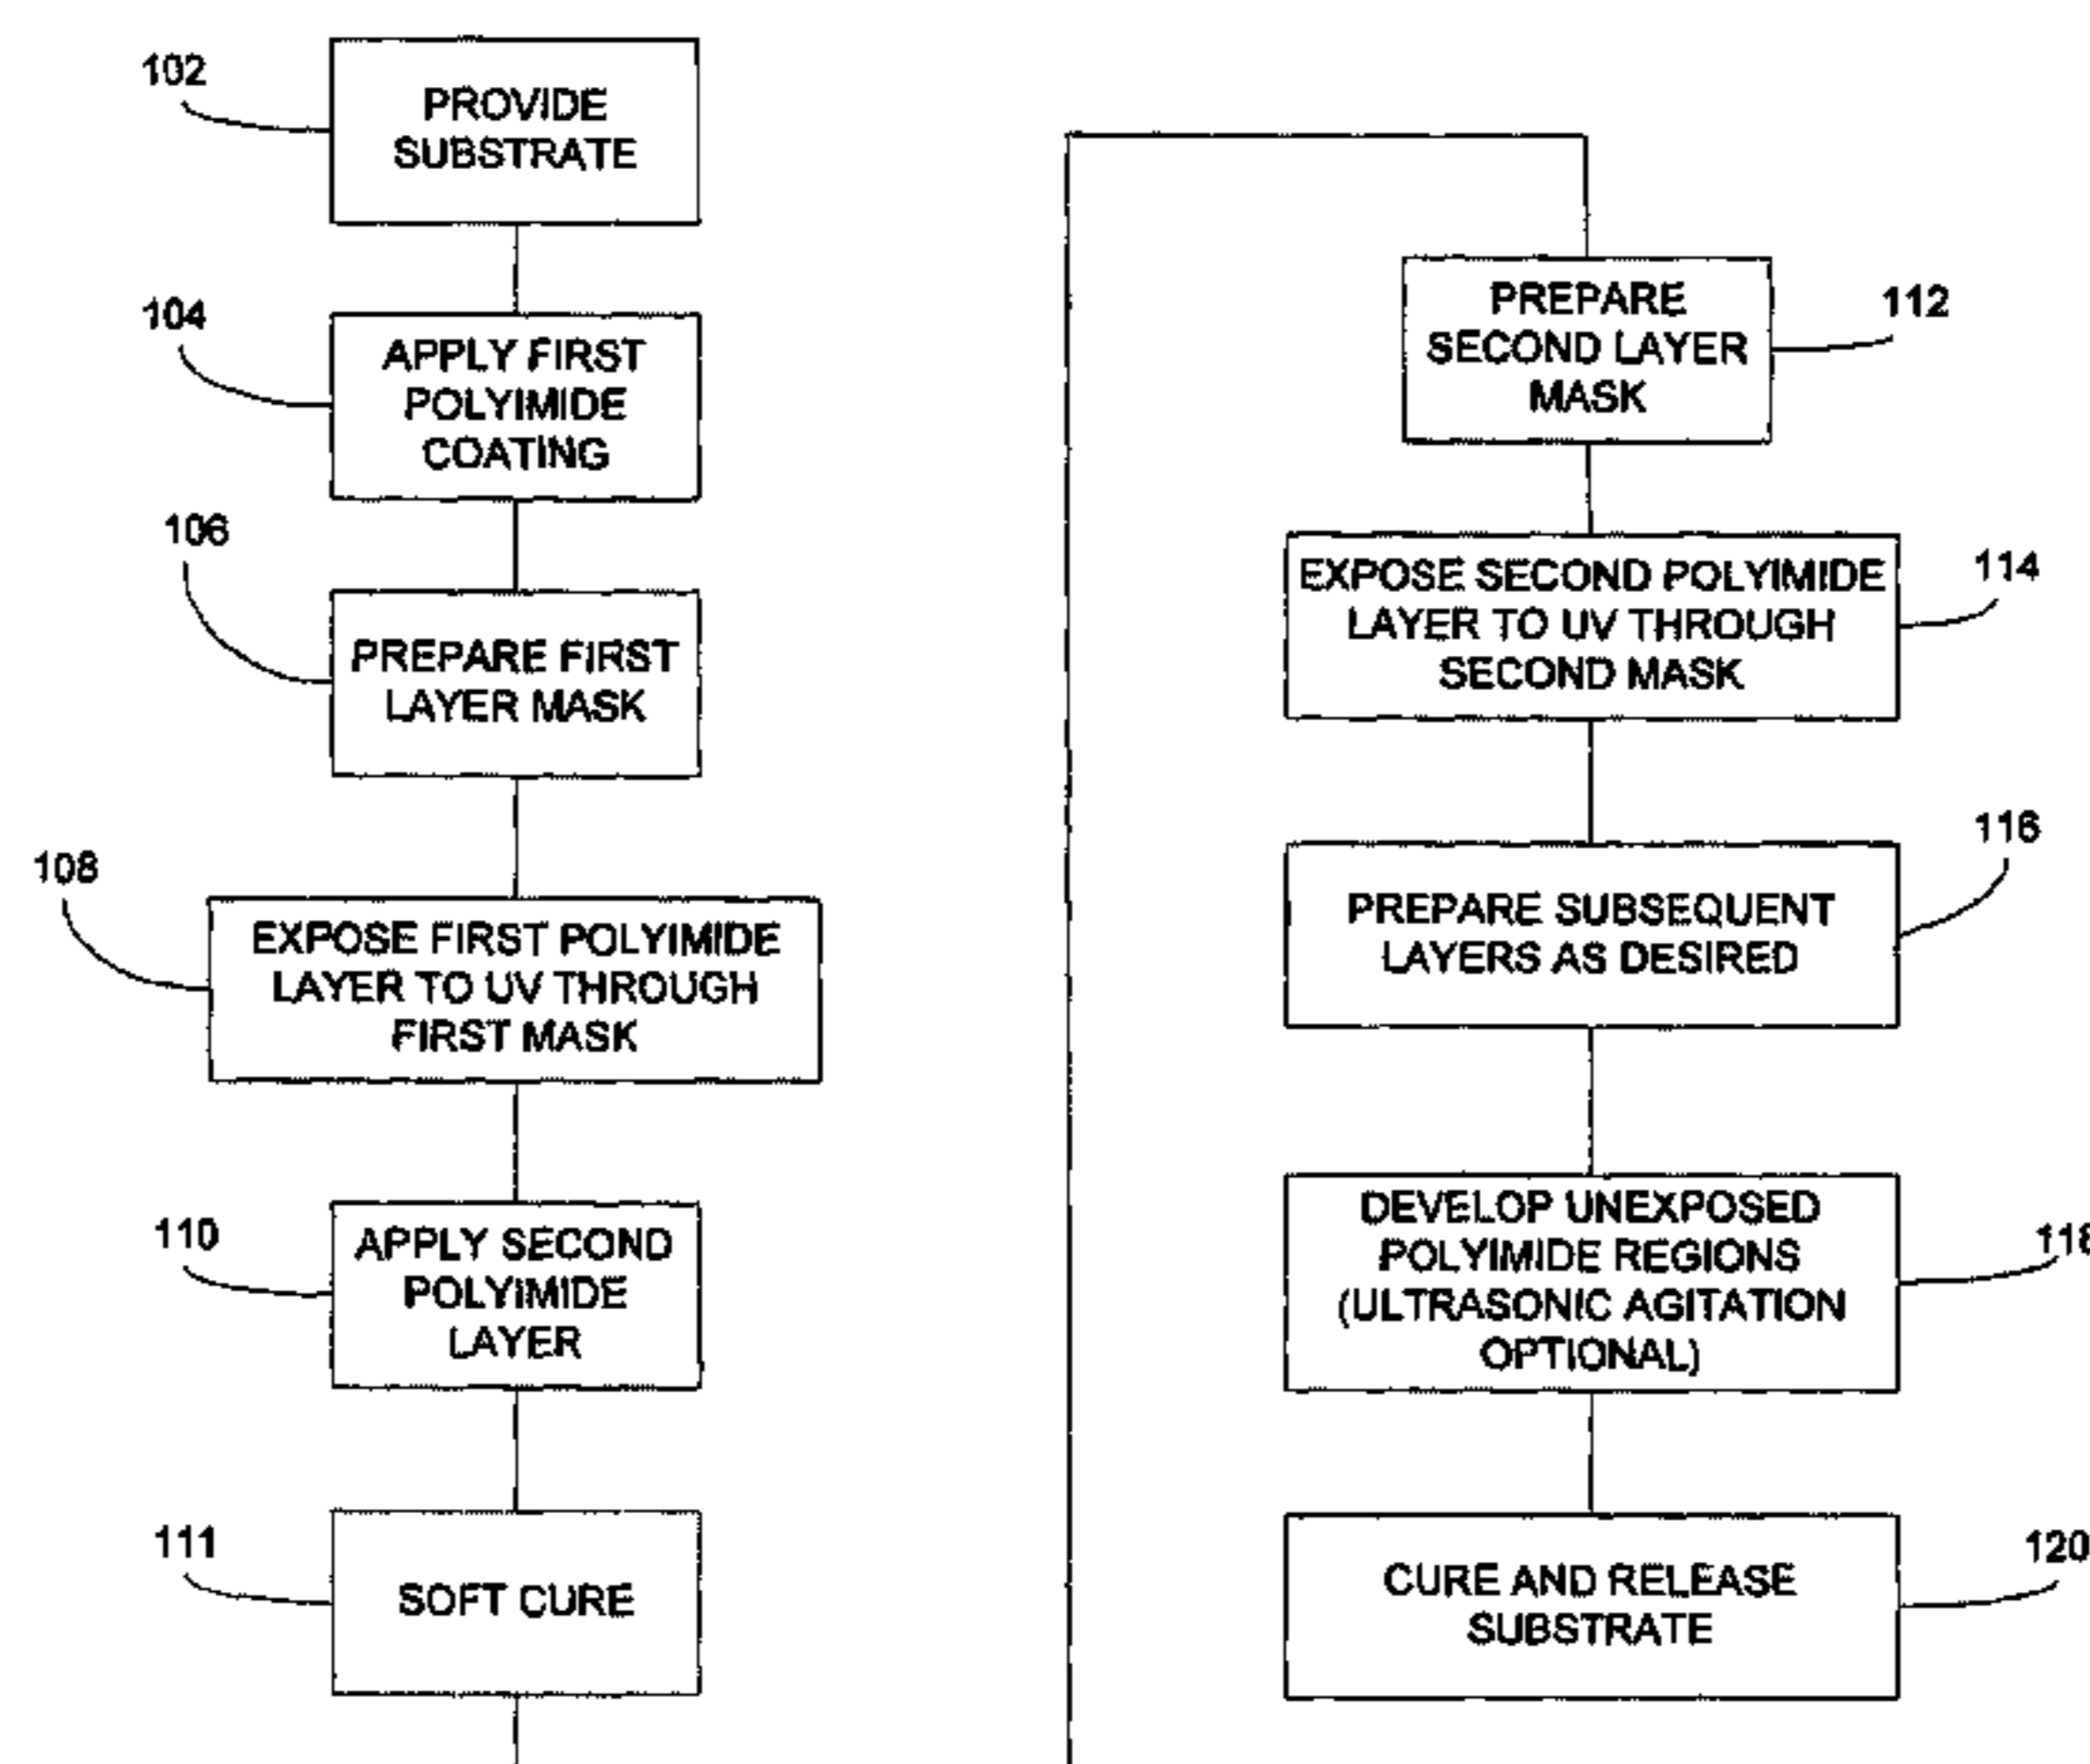 102
PROVIDE
SUBSTRATE
104
APPLY FIRST
POLYIMIDE
COATING
106
PREPARE FIRST
LAYER MASK
108
EXPOSE FIRST POLYIMIDE
LAYER TO UV THROUGH
FIRST MASK
110
APPLY SECOND
POLYIMIDE
LAYER
111
SOFT CURE
PREPARE
SECOND LAYER
MASK
112
EXPOSE SECOND POLYIMIDE
LAYER TO UV THROUGH
SECOND MASK
114
PREPARE SUBSEQUENT
LAYERS AS DESIRED
116
DEVELOP UNEXPOSED
POLYIMIDE REGIONS
(ULTRASONIC AGITATION
OPTIONAL)
118
CURE AND RELEASE
SUBSTRATE
120